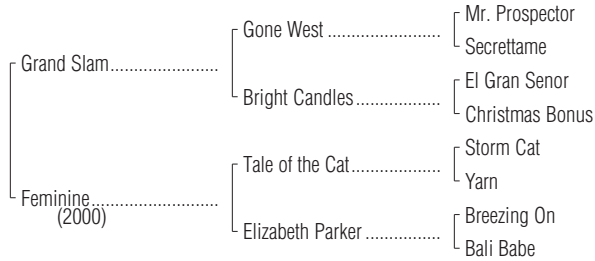 Mr. Prospector
Gone West ....................
Secrettame
Grand Slam.....................
El Gran Senor
Bright Candles................
Christmas Bonus
Storm Cat
Tale of the Cat.................
Yarn
Feminine........................
(2000)
Breezing On
Elizabeth Parker ..............
Bali Babe